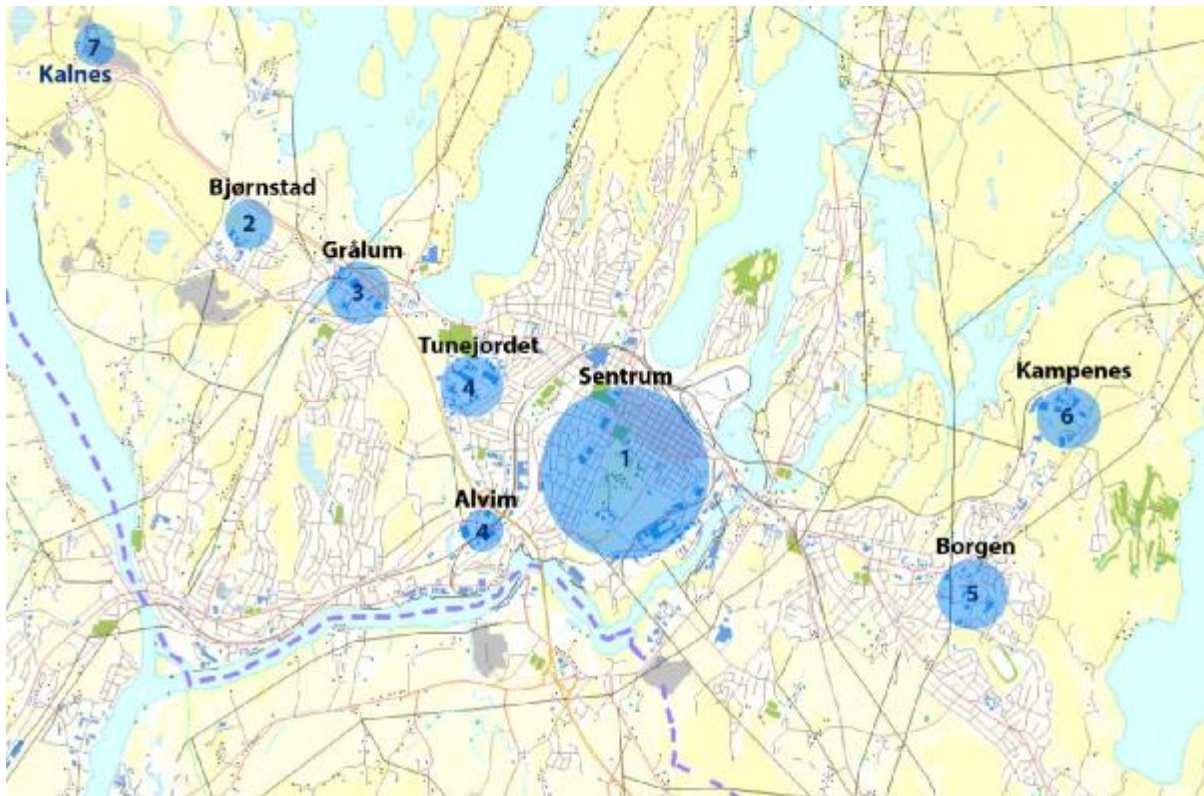 7
Kalnes
Bjørnstad
2
Grålum
3
Tunejordet
4
Sentrum
1
Kampenes
6
Alvim
4
Borgen
5